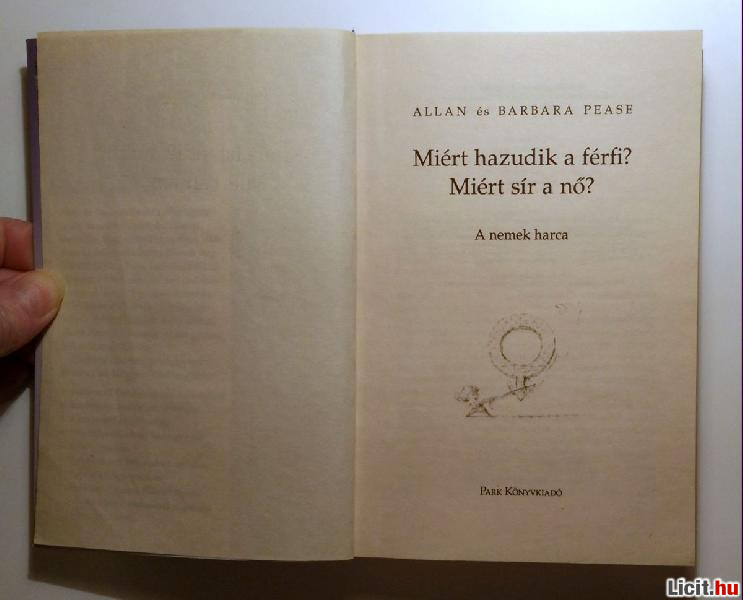 ALLAN és BARBARA PEASE
Miért hazudik a férfi?
Miért sír a nő?
A nemek harca
PARK KÖNYVKIADÓ
Licit.hu